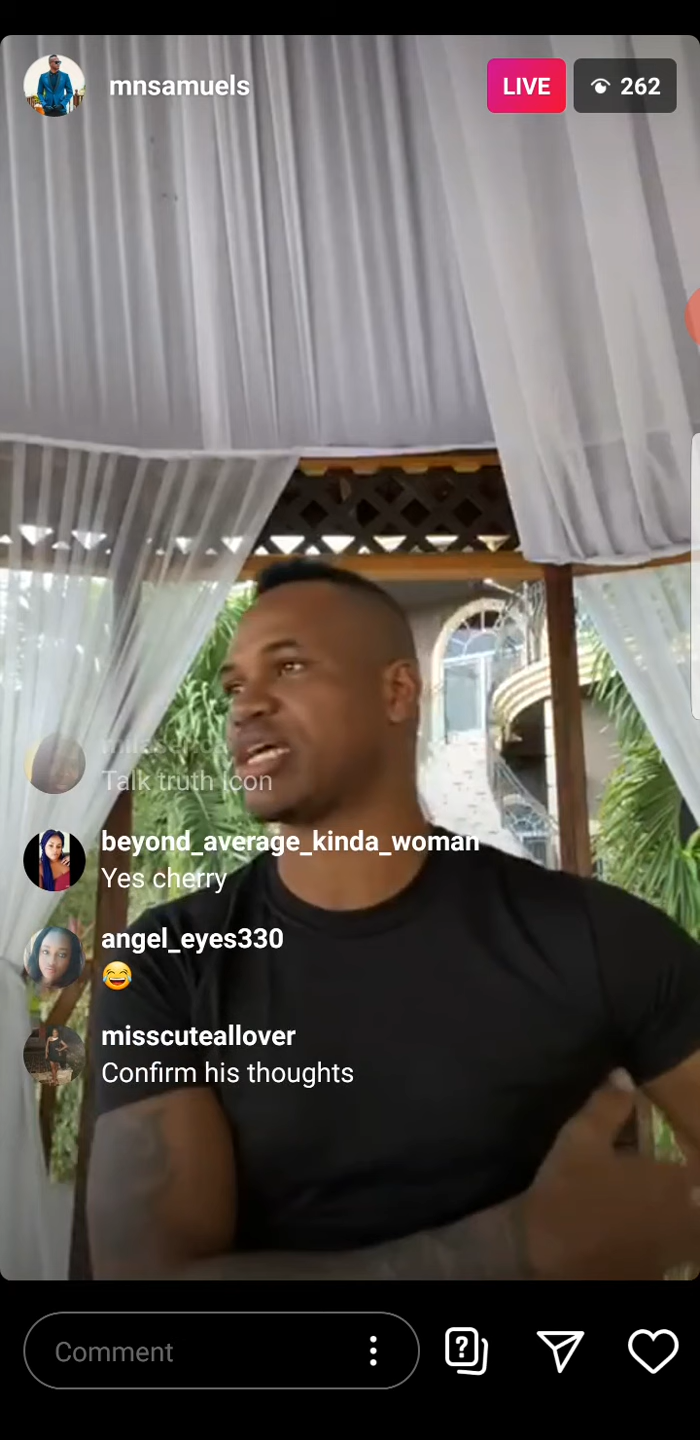 mnsamuels
LIVE
262
Talk truth icon
beyond_average_kinda_woman
Yes cherry
angel_eyes330
😂
misscuteallover
Confirm his thoughts
Comment